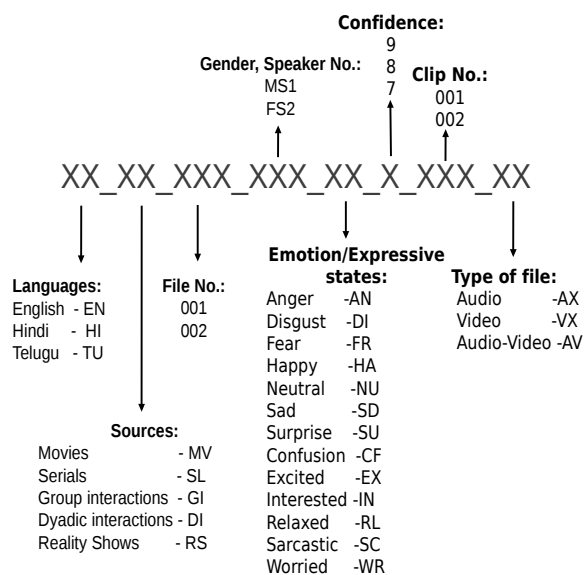 Confidence:
9
8
7
Gender, Speaker No.:
MS1
FS2
Clip No.:
001
002
XX_XX_XXX_XXX_XX_X_XXX_XX
Languages:
English - EN
Hindi - HI
Telugu - TU
File No.:
001
002
Sources:
Movies - MV
Serials - SL
Group interactions - GI
Dyadic interactions - DI
Reality Shows - RS
Emotion/Expressive
states:
Anger -AN
Disgust -DI
Fear -FR
Happy -HA
Neutral -NU
Sad -SD
Surprise -SU
Confusion -CF
Excited -EX
Interested -IN
Relaxed -RL
Sarcastic -SC
Worried -WR
Type of file:
Audio -AX
Video -VX
Audio-Video -AV